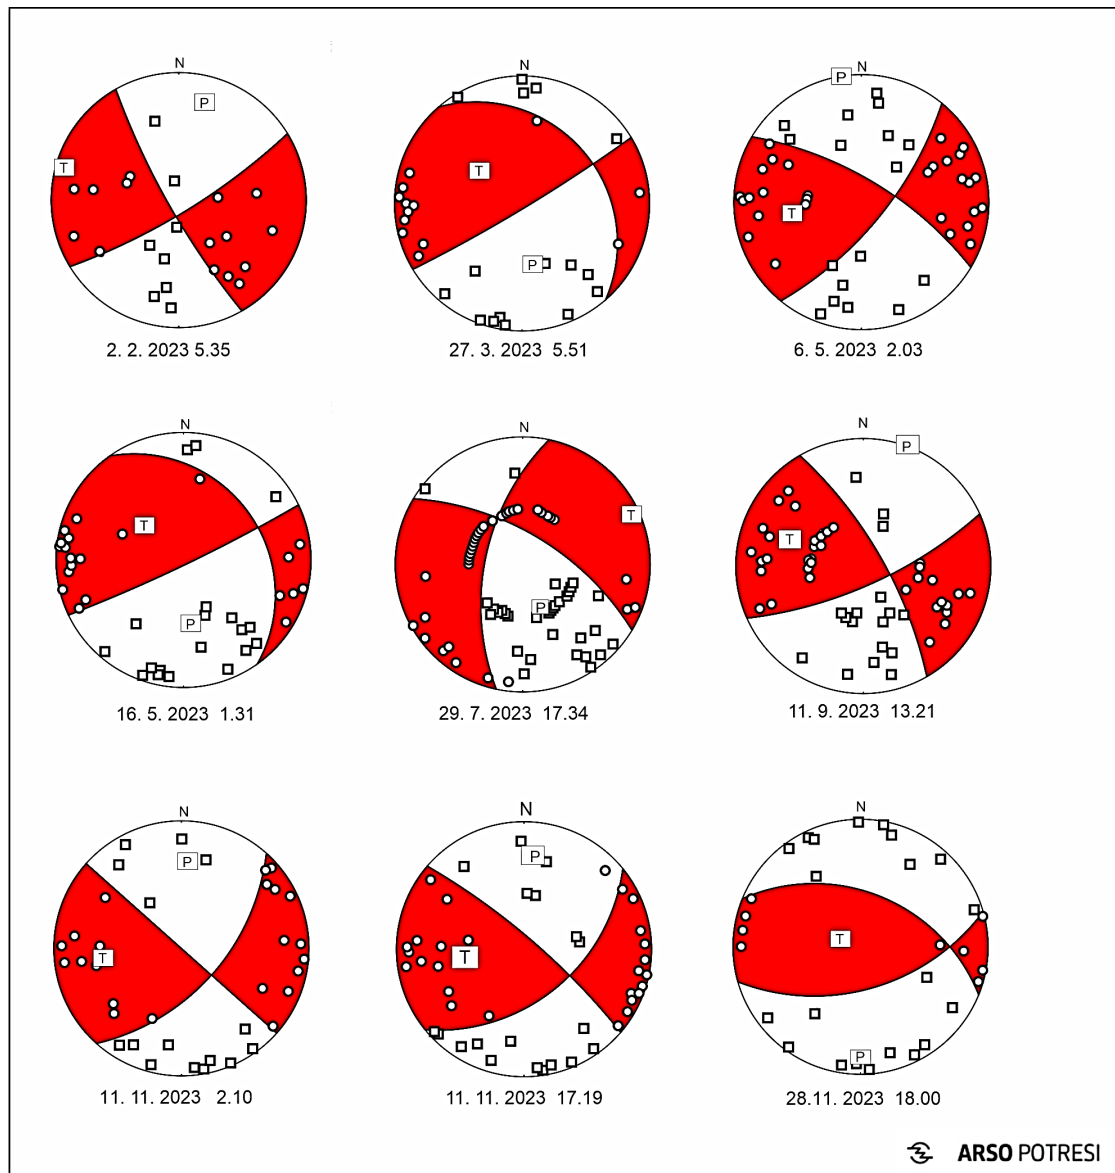 N
N
N
P
P
T
T
T
P
2. 2. 2023 5.35
27. 3. 2023 5.51
6. 5. 2023 2.03
N
N
N
P
T
T
T
P
P
16. 5. 2023 1.31
29. 7. 2023 17.34
11. 9. 2023 13.21
N
N
N
P
P
T
T
T
P
11. 11. 2023 2.10
11. 11. 2023 17.19
28.11. 2023 18.00
ARSO POTRESI